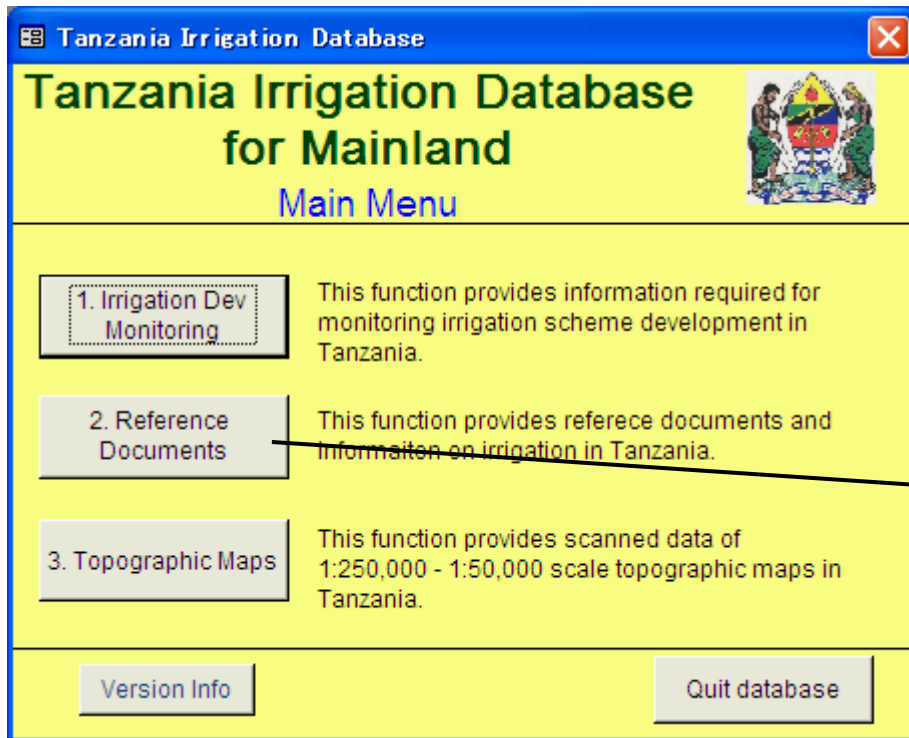 Tanzania Irrigation Database
Tanzania Irrigation Database
for Mainland
Main Menu
1. Irrigation Dev
Monitoring
This function provides information required for
monitoring irrigation scheme development in
Tanzania.
2. Reference
Documents
This function provides referece documents and
informaiton on irrigation in Tanzania.
3. Topographic Maps
This function provides scanned data of
1:250,000 - 1:50,000 scale topographic maps in
Tanzania.
Version Info
Quit database